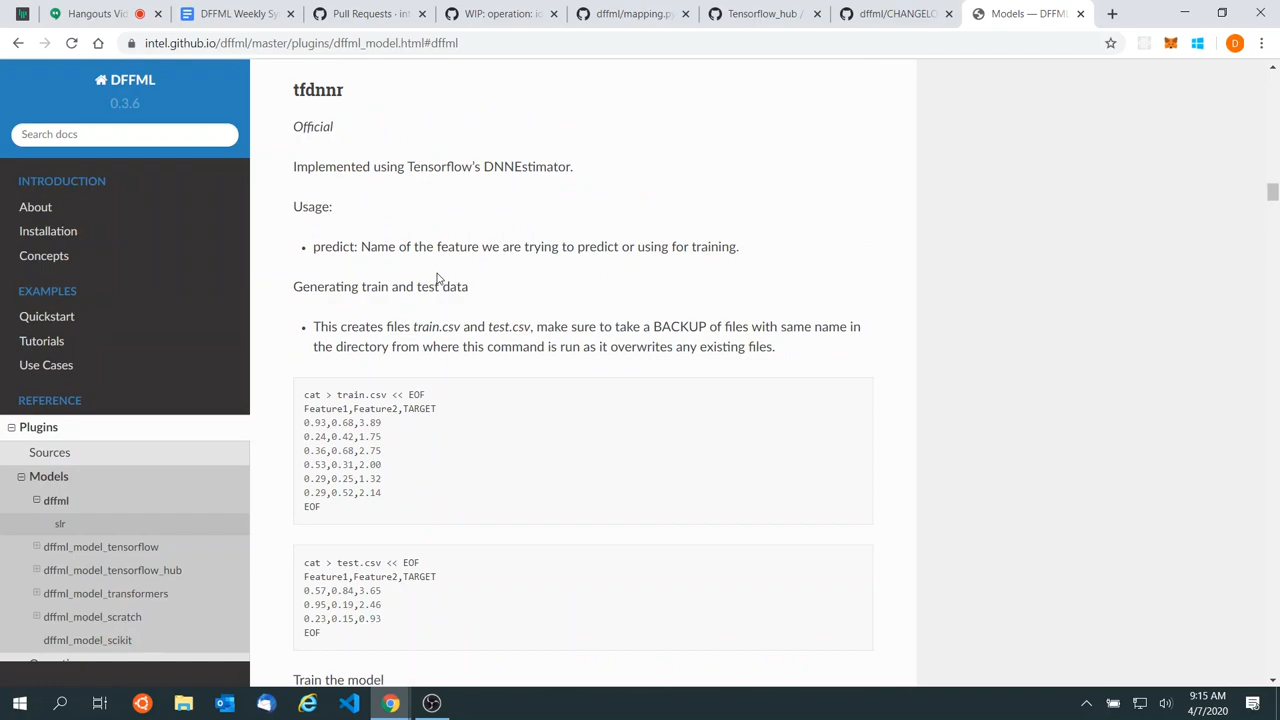 Hangouts Vid
DFFML Weekly Sy
Pull Requests · int
WIP: operation: io
dffml/mapping.py
Tensorflow_hub /
dffml/CHANGELO
Models — DFFML
intel.github.io/dffml/master/plugins/dffml_model.html#dffml
D
DFFML
0.3.6
Search docs
INTRODUCTION
About
Installation
Concepts
EXAMPLES
Quickstart
Tutorials
Use Cases
REFERENCE
Plugins
Sources
Models
dffml
slr
dffml_model_tensorflow
dffml_model_tensorflow_hub
dffml_model_transformers
dffml_model_scratch
dffml_model_scikit
tfdnnr
Official
Implemented using Tensorflow's DNNEstimator.
Usage:
• predict: Name of the feature we are trying to predict or using for training.
Generating train and test data
• This creates files train.csv and test.csv, make sure to take a BACKUP of files with same name in
the directory from where this command is run as it overwrites any existing files.
cat > train.csv << EOF
Feature1,Feature2,TARGET
0.93,0.68,3.89
0.24,0.42,1.75
0.36,0.68,2.75
0.53,0.31,2.00
0.29,0.25,1.32
0.29,0.52,2.14
EOF
cat > test.csv << EOF
Feature1,Feature2,TARGET
0.57,0.84,3.65
0.95,0.19,2.46
0.23,0.15,0.93
EOF
Train the model
9:15 AM
4/7/2020